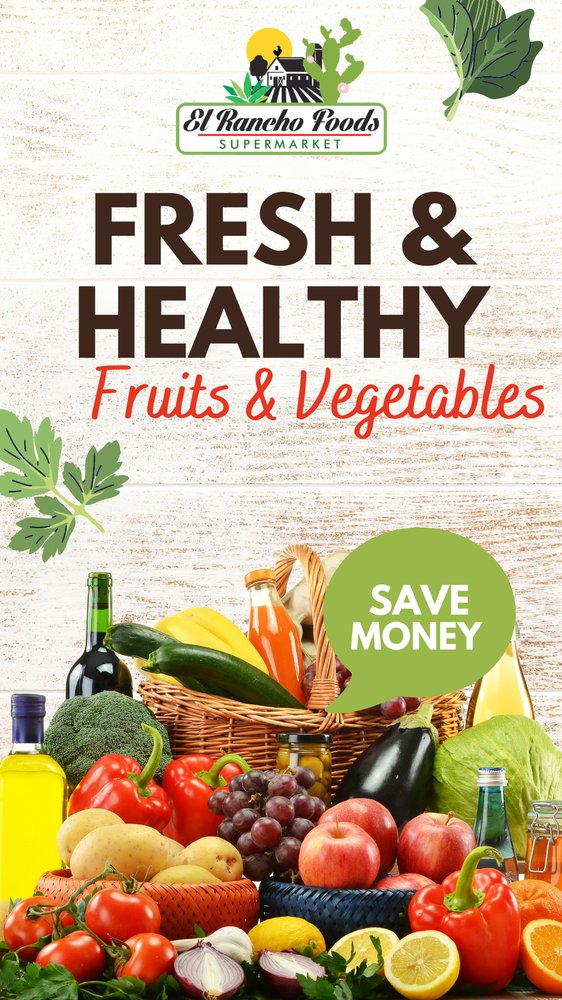 El Rancho Foods
SUPERMARKET
FRESH &
HEALTHY
Fruits & Vegetables
SAVE
MONEY